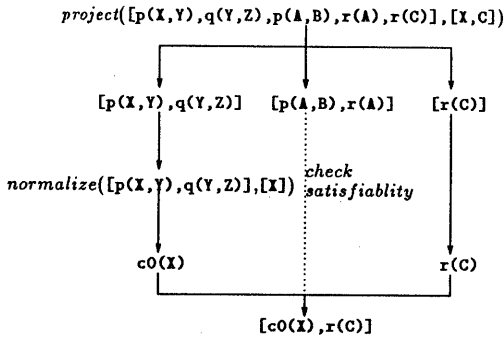 project([p(X,Y),q(Y,Z),p(A,B),r(A),r(C)],[X,C])
[p(X,Y),q(Y,Z)] [p(A,B),r(A)] [r(C)]
normalize([p(X,Y),q(Y,Z)],[X])
check
satisfiablity
c0(X) r(C)
[c0(X),r(C)]